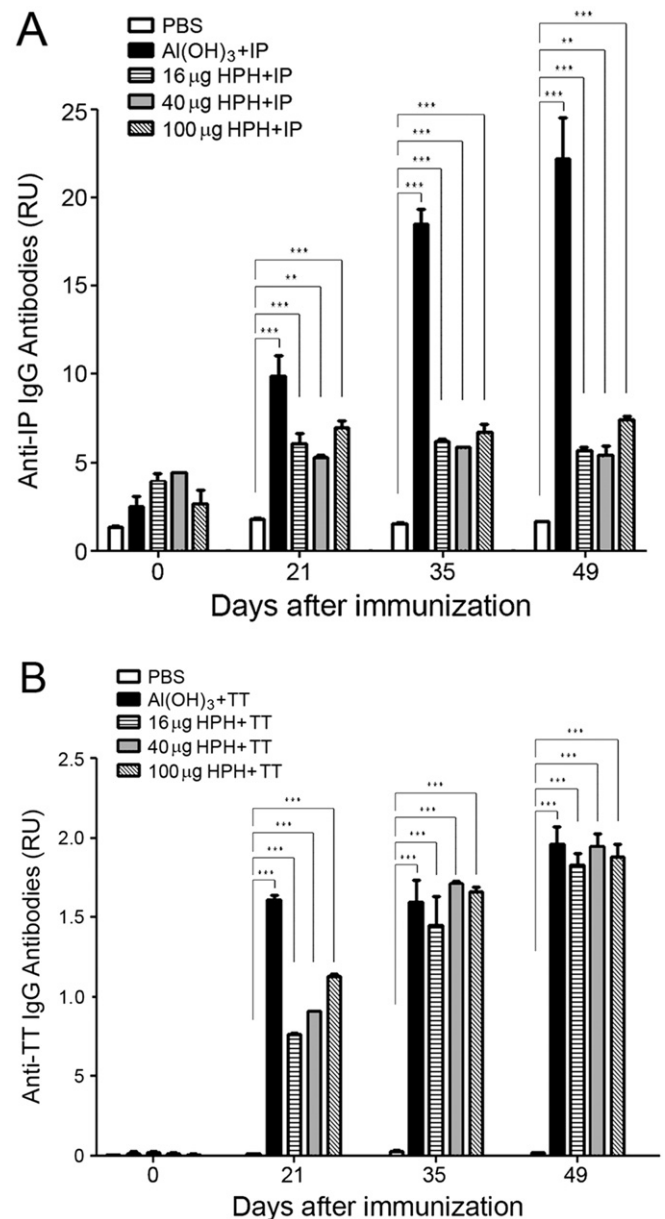 A
PBS
Al(OH)₃+IP
16 µg HPH+IP
40 µg HPH+IP
100 µg HPH+IP
Anti-IP IgG Antibodies (RU)
25
20
15
10
5
0
***
**
***
***
***
***
***
***
***
**
***
***
0 21 35 49
Days after immunization
B
PBS
Al(OH)₃+TT
16 µg HPH+TT
40 µg HPH+TT
100 µg HPH+TT
Anti-TT IgG Antibodies (RU)
2.5
2.0
1.5
1.0
5
0
***
***
***
***
***
***
***
***
***
***
***
***
0 21 35 49
Days after immunization